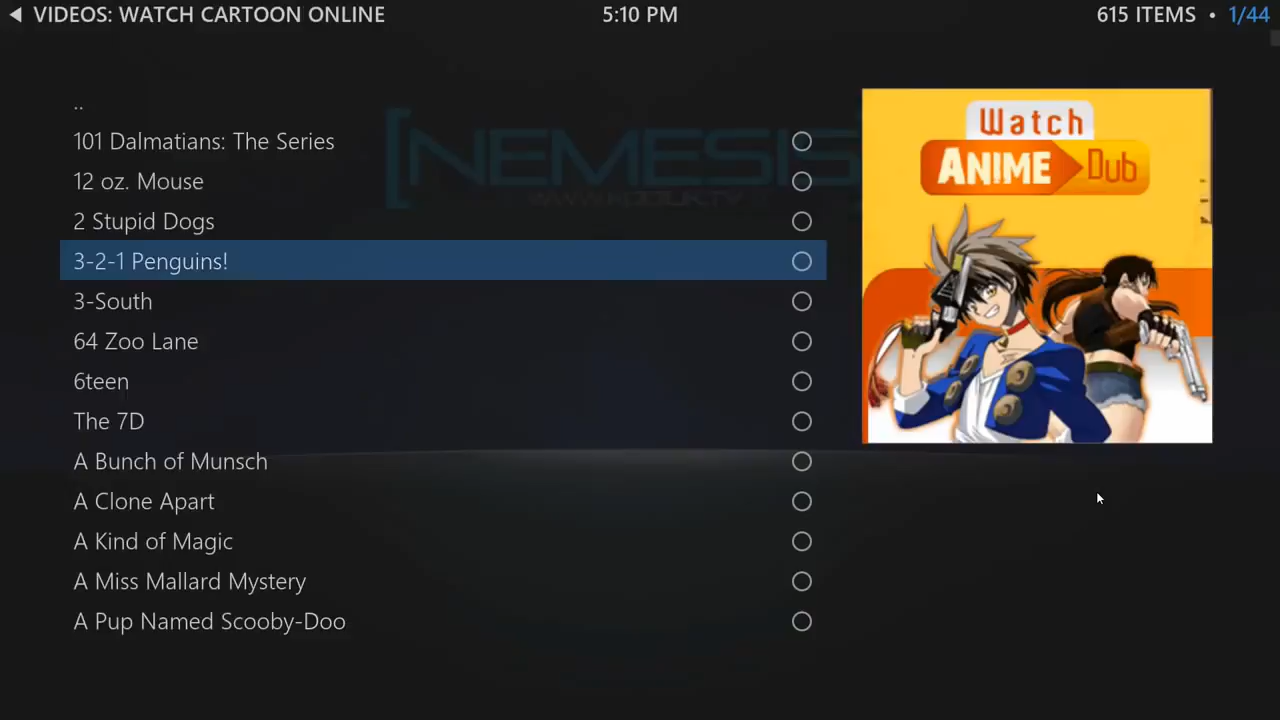 VIDEOS: WATCH CARTOON ONLINE
5:10 PM
615 ITEMS • 1/44
..
101 Dalmatians: The Series
12 oz. Mouse
2 Stupid Dogs
3-2-1 Penguins!
3-South
64 Zoo Lane
6teen
The 7D
A Bunch of Munsch
A Clone Apart
A Kind of Magic
A Miss Mallard Mystery
A Pup Named Scooby-Doo
[NEMESIS
Watch
ANIME Dub